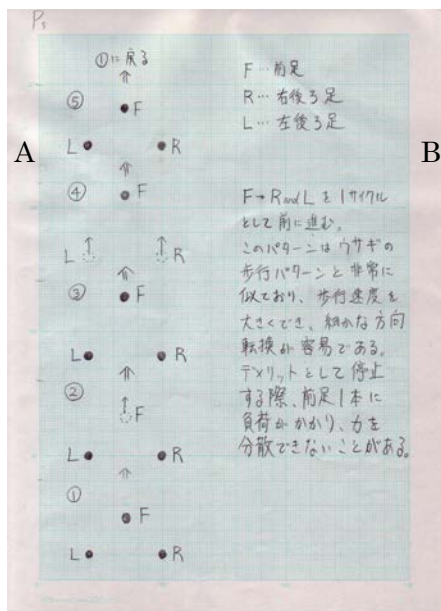 Ps
①に戻る
⑤
F
L
R
A
B
④
F
L
R
③
F
L
R
②
F
L
R
①
F
L
R
F…前足
R…右後ろ足
L…左後ろ足
F→R and L を1サイクル
として前に進む。
このパターンはウサギの
歩行パターンと非常に
似ており、歩行速度を
大きくでき、細かな方向
転換が容易である。
デメリットとして停止
する際、前足1本に
負荷がかかり、力を
分散できないことがある。